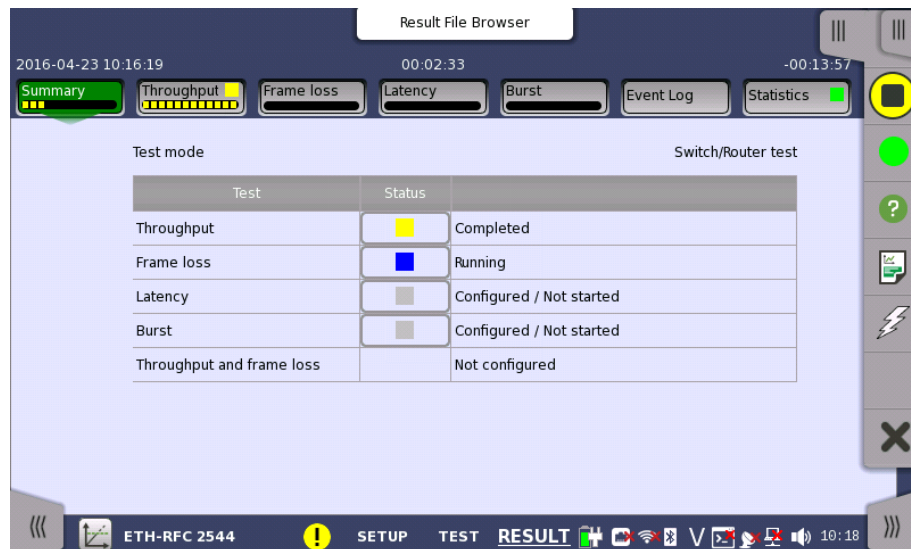 Result File Browser
2016-04-23 10:16:19 00:02:33 -00:13:57
Summary Throughput Frame loss Latency Burst Event Log Statistics
Test mode Switch/Router test
Test Status
Throughput Completed
Frame loss Running
Latency Configured / Not started
Burst Configured / Not started
Throughput and frame loss Not configured
ETH-RFC 2544 SETUP TEST RESULT 10:18